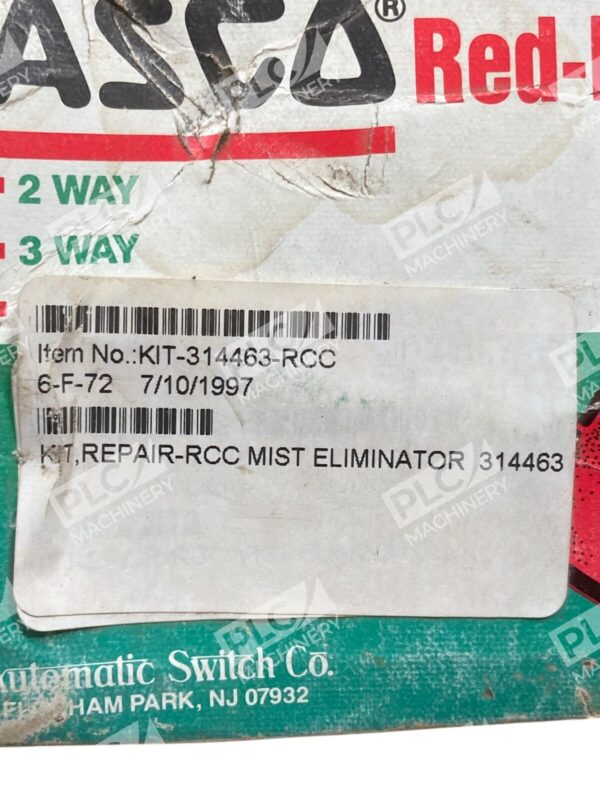 ASCO® Red-
2 WAY
3 WAY
Item No.:KIT-314463-RCC
6-F-72 7/10/1997
KIT,REPAIR-RCC MIST ELIMINATOR 314463
Automatic Switch Co.
FLORHAM PARK, NJ 07932
PLC MACHINERY